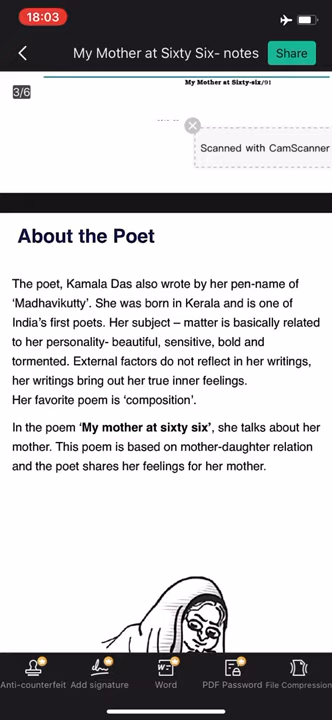 18:03
My Mother at Sixty Six- notes
Share
My Mother at Sixty-six/91
3/6
Scanned with CamScanner
About the Poet
The poet, Kamala Das also wrote by her pen-name of
‘Madhavikutty’. She was born in Kerala and is one of
India’s first poets. Her subject – matter is basically related
to her personality- beautiful, sensitive, bold and
tormented. External factors do not reflect in her writings,
her writings bring out her true inner feelings.
Her favorite poem is ‘composition’.
In the poem ‘My mother at sixty six’, she talks about her
mother. This poem is based on mother-daughter relation
and the poet shares her feelings for her mother.
Anti-counterfeit
Add signature
Word
PDF Password
File Compression